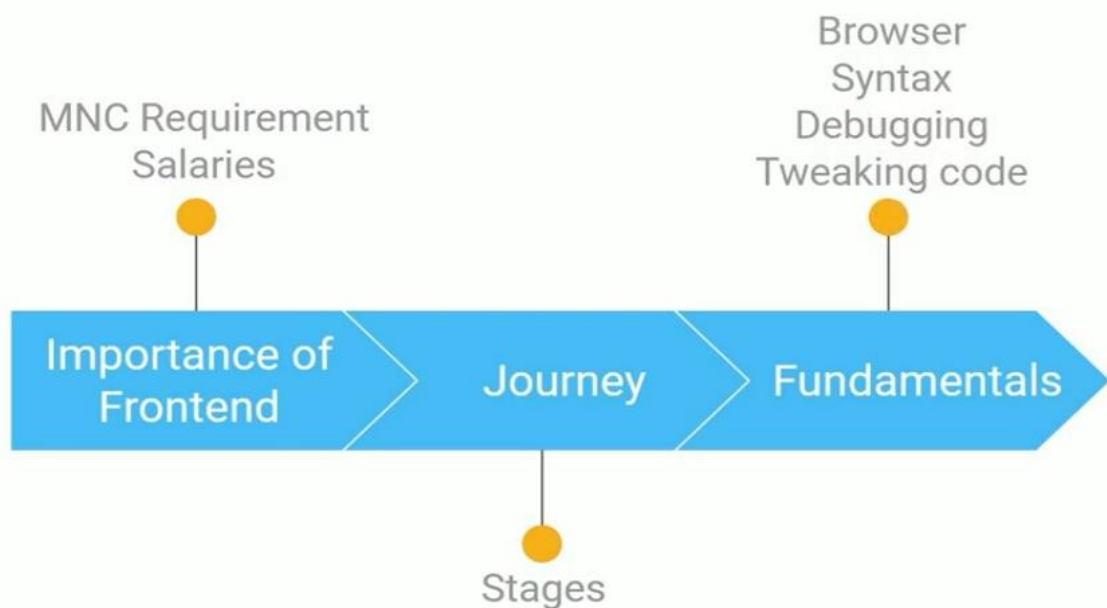 MNC Requirement
Salaries
Browser
Syntax
Debugging
Tweaking code
Importance of
Frontend
Journey
Fundamentals
Stages